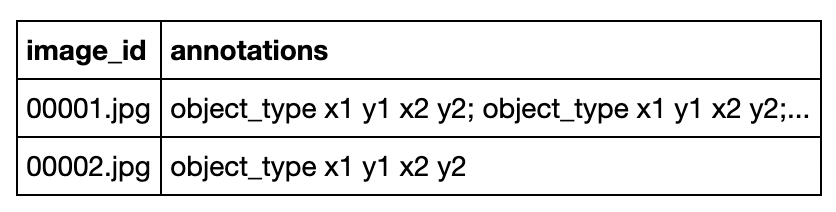 image_id annotations
00001.jpg object_type x1 y1 x2 y2; object_type x1 y1 x2 y2;...
00002.jpg object_type x1 y1 x2 y2